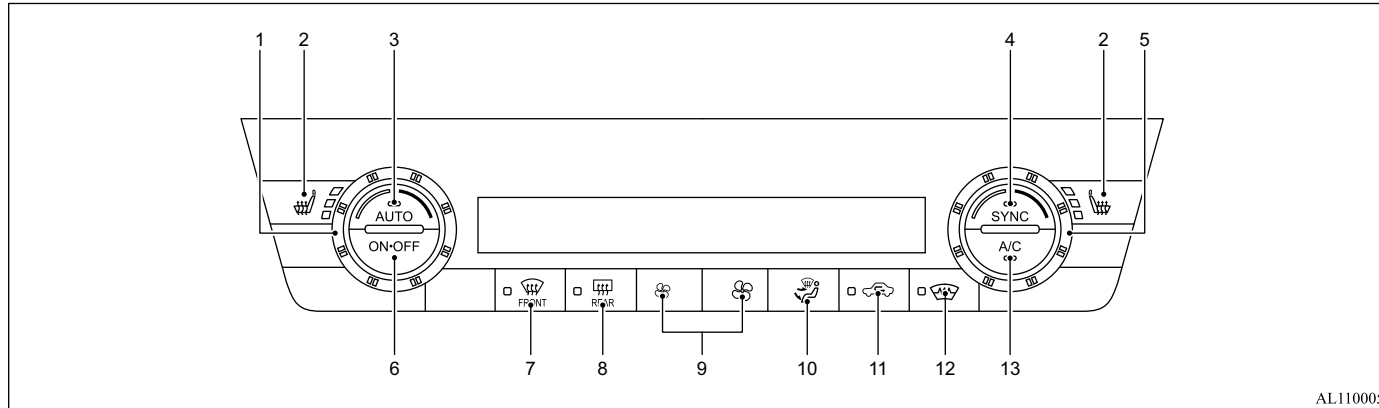 1 2 3 4 2 5
AUTO SYNC
ON•OFF A/C
FRONT REAR
6 7 8 9 10 11 12 13
AL110005